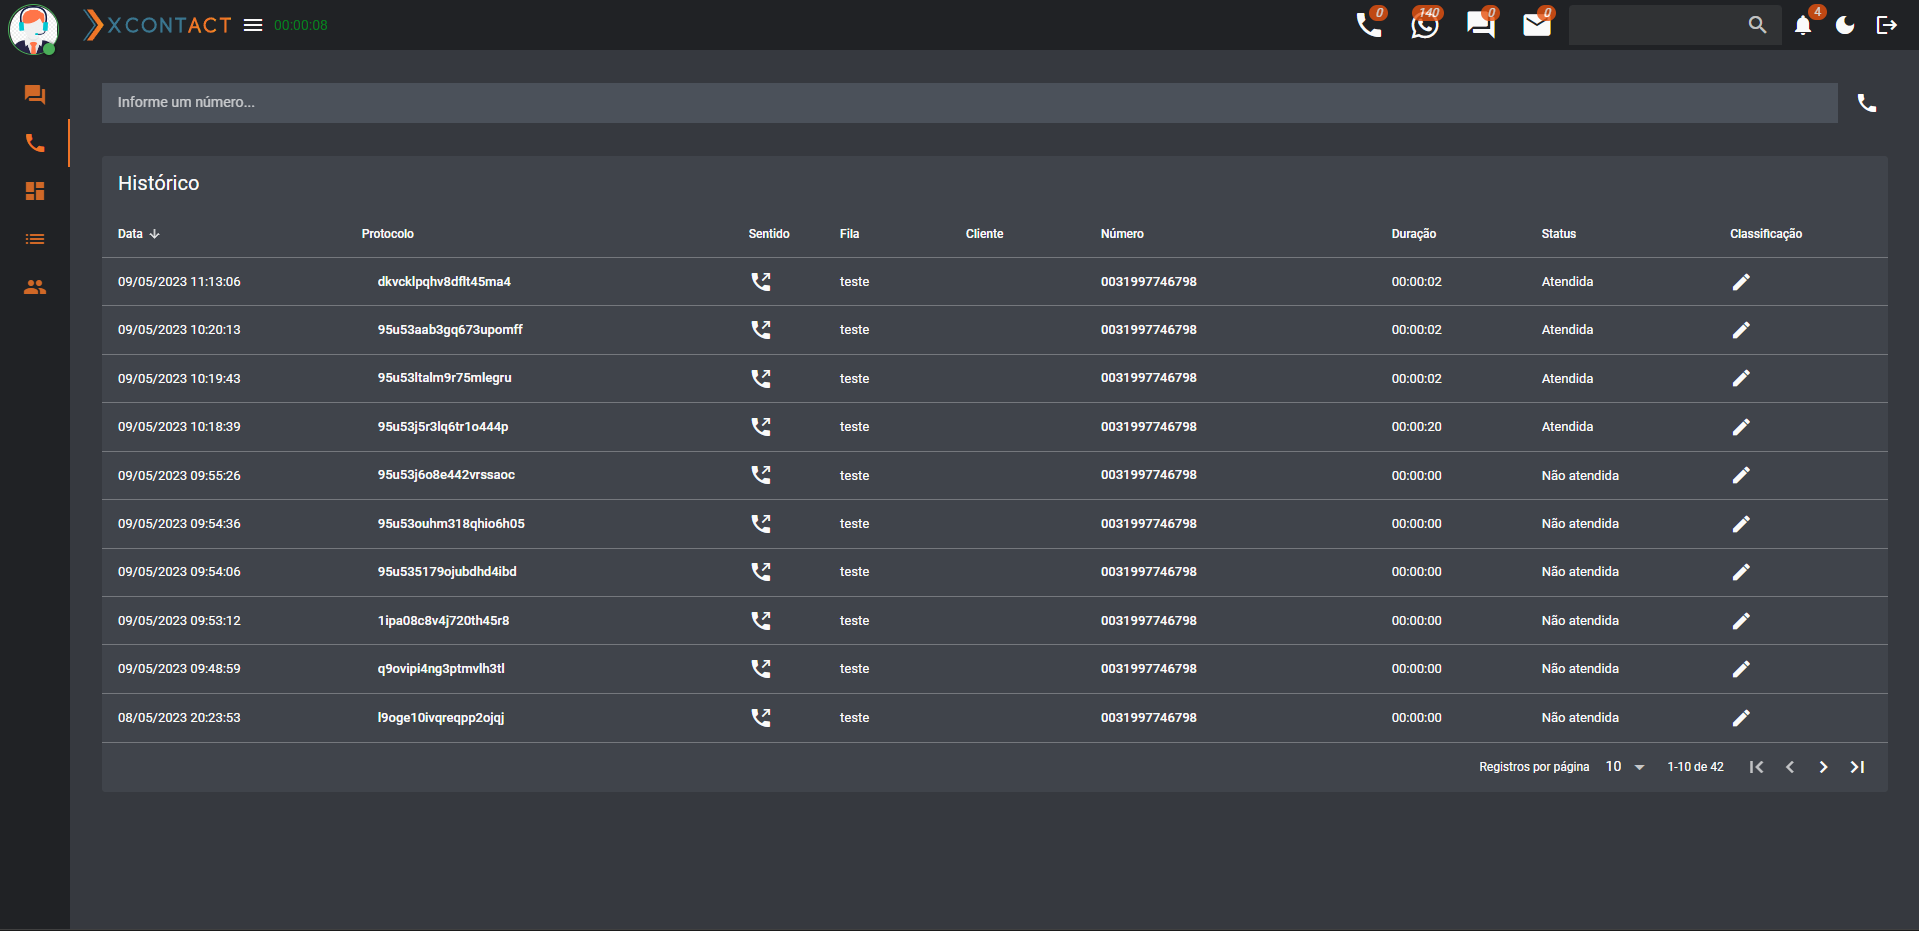 XCONTACT 00:00:08 0 140 0 0 4
Informe um número...
Histórico
Data Protocolo Sentido Fila Cliente Número Duração Status Classificação
09/05/2023 11:13:06 dkvcklpqhv8dflt45ma4 teste 0031997746798 00:00:02 Atendida
09/05/2023 10:20:13 95u53aab3gq673upomff teste 0031997746798 00:00:02 Atendida
09/05/2023 10:19:43 95u53ltalm9r75mlegru teste 0031997746798 00:00:02 Atendida
09/05/2023 10:18:39 95u53j5r3lq6tr1o444p teste 0031997746798 00:00:20 Atendida
09/05/2023 09:55:26 95u53j6o8e442vrssaoc teste 0031997746798 00:00:00 Não atendida
09/05/2023 09:54:36 95u53ouhm318qhio6h05 teste 0031997746798 00:00:00 Não atendida
09/05/2023 09:54:06 95u535179ojubdhd4ibd teste 0031997746798 00:00:00 Não atendida
09/05/2023 09:53:12 1ipa08c8v4j720th45r8 teste 0031997746798 00:00:00 Não atendida
09/05/2023 09:48:59 q9ovipi4ng3ptmvlh3tl teste 0031997746798 00:00:00 Não atendida
08/05/2023 20:23:53 l9oge10ivqreqpp2ojqj teste 0031997746798 00:00:00 Não atendida
Registros por página 10 1-10 de 42